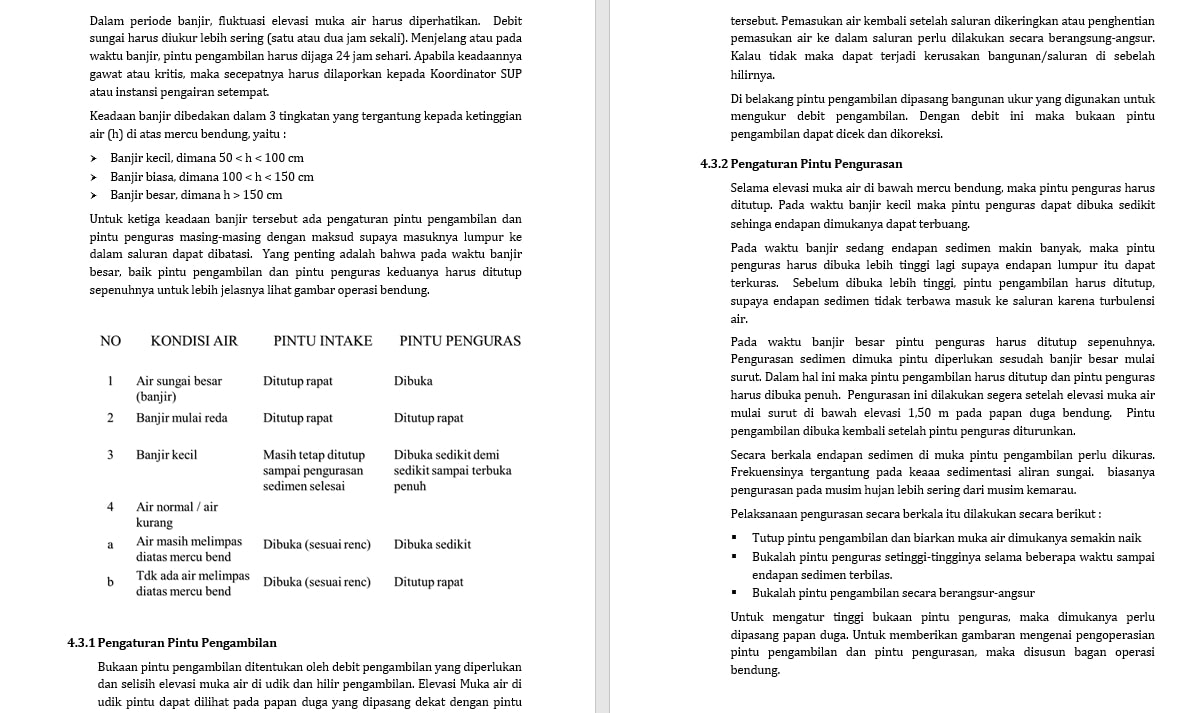 Dalam periode banjir, fluktuasi elevasi muka air harus diperhatikan. Debit
sungai harus diukur lebih sering (satu atau dua jam sekali). Menjelang atau pada
waktu banjir, pintu pengambilan harus dijaga 24 jam sehari. Apabila keadaannya
gawat atau kritis, maka secepatnya harus dilaporkan kepada Koordinator SUP
atau instansi pengairan setempat.
Keadaan banjir dibedakan dalam 3 tingkatan yang tergantung kepada ketinggian
air (h) di atas mercu bendung, yaitu :
➢ Banjir kecil, dimana 50 < h < 100 cm
➢ Banjir biasa, dimana 100 < h < 150 cm
➢ Banjir besar, dimana h > 150 cm
Untuk ketiga keadaan banjir tersebut ada pengaturan pintu pengambilan dan
pintu penguras masing-masing dengan maksud supaya masuknya lumpur ke
dalam saluran dapat dibatasi. Yang penting adalah bahwa pada waktu banjir
besar, baik pintu pengambilan dan pintu penguras keduanya harus ditutup
sepenuhnya untuk lebih jelasnya lihat gambar operasi bendung.
NO KONDISI AIR PINTU INTAKE PINTU PENGURAS
1 Air sungai besar Ditutup rapat Dibuka
(banjir)
2 Banjir mulai reda Ditutup rapat Ditutup rapat
3 Banjir kecil Masih tetap ditutup Dibuka sedikit demi
sampai pengurasan sedikit sampai terbuka
sedimen selesai penuh
4 Air normal / air
kurang
a Air masih melimpas Dibuka (sesuai renc) Dibuka sedikit
diatas mercu bend
b Tdk ada air melimpas Dibuka (sesuai renc) Ditutup rapat
diatas mercu bend
4.3.1 Pengaturan Pintu Pengambilan
Bukaan pintu pengambilan ditentukan oleh debit pengambilan yang diperlukan
dan selisih elevasi muka air di udik dan hilir pengambilan. Elevasi Muka air di
udik pintu dapat dilihat pada papan duga yang dipasang dekat dengan pintu
tersebut. Pemasukan air kembali setelah saluran dikeringkan atau penghentian
pemasukan air ke dalam saluran perlu dilakukan secara berangsung-angsur.
Kalau tidak maka dapat terjadi kerusakan bangunan/saluran di sebelah
hilirnya.
Di belakang pintu pengambilan dipasang bangunan ukur yang digunakan untuk
mengukur debit pengambilan. Dengan debit ini maka bukaan pintu
pengambilan dapat dicek dan dikoreksi.
4.3.2 Pengaturan Pintu Pengurasan
Selama elevasi muka air di bawah mercu bendung, maka pintu penguras harus
ditutup. Pada waktu banjir kecil maka pintu penguras dapat dibuka sedikit
sehinga endapan dimukanya dapat terbuang.
Pada waktu banjir sedang endapan sedimen makin banyak, maka pintu
penguras harus dibuka lebih tinggi lagi supaya endapan lumpur itu dapat
terkuras. Sebelum dibuka lebih tinggi, pintu pengambilan harus ditutup,
supaya endapan sedimen tidak terbawa masuk ke saluran karena turbulensi
air.
Pada waktu banjir besar pintu penguras harus ditutup sepenuhnya.
Pengurasan sedimen dimuka pintu diperlukan sesudah banjir besar mulai
surut. Dalam hal ini maka pintu pengambilan harus ditutup dan pintu penguras
harus dibuka penuh. Pengurasan ini dilakukan segera setelah elevasi muka air
mulai surut di bawah elevasi 1,50 m pada papan duga bendung. Pintu
pengambilan dibuka kembali setelah pintu penguras diturunkan.
Secara berkala endapan sedimen di muka pintu pengambilan perlu dikuras.
Frekuensinya tergantung pada keaaa sedimentasi aliran sungai. biasanya
pengurasan pada musim hujan lebih sering dari musim kemarau.
Pelaksanaan pengurasan secara berkala itu dilakukan secara berikut :
▪ Tutup pintu pengambilan dan biarkan muka air dimukanya semakin naik
▪ Bukalah pintu penguras setinggi-tingginya selama beberapa waktu sampai
endapan sedimen terbilas.
▪ Bukalah pintu pengambilan secara berangsur-angsur
Untuk mengatur tinggi bukaan pintu penguras, maka dimukanya perlu
dipasang papan duga. Untuk memberikan gambaran mengenai pengoperasian
pintu pengambilan dan pintu pengurasan, maka disusun bagan operasi
bendung.